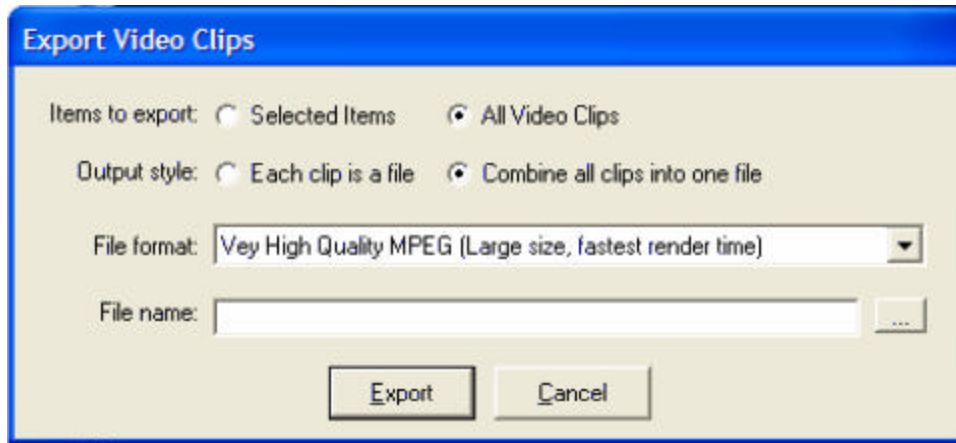 Export Video Clips
Items to export: Selected Items All Video Clips
Output style: Each clip is a file Combine all clips into one file
File format: Vey High Quality MPEG (Large size, fastest render time)
File name: ...
Export Cancel